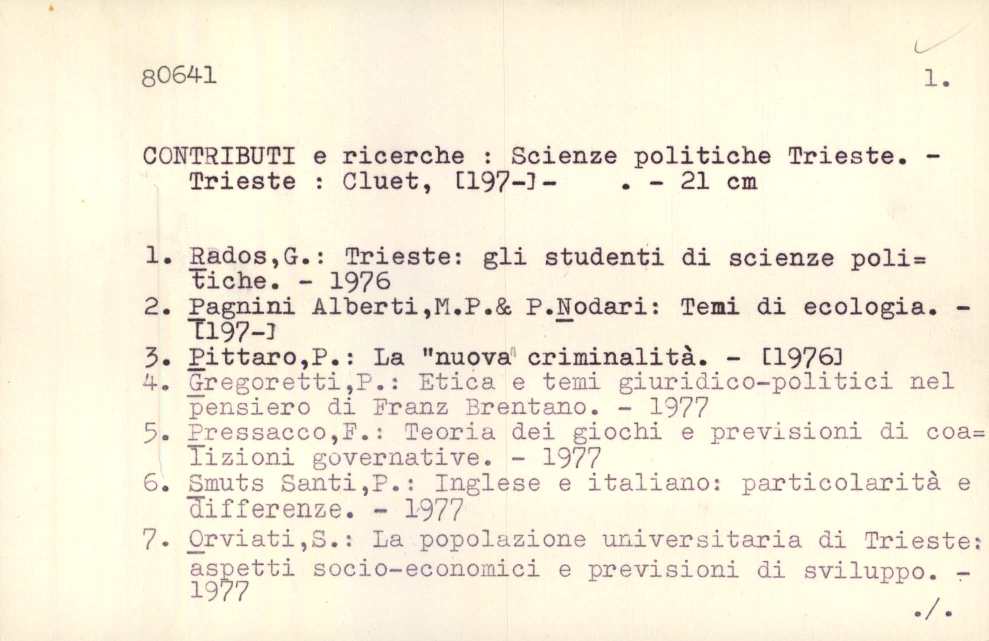 80641
1.
CONTRIBUTI e ricerche : Scienze politiche Trieste. -
Trieste : Cluet, [197-]-    . - 21 cm
1. Rados,G.: Trieste: gli studenti di scienze poli=
tiche. - 1976
2. Pagnini Alberti,M.P.& P.Nodari: Temi di ecologia. -
[197-]
3. Pittaro,P.: La "nuova" criminalità. - [1976]
4. Gregoretti,P.: Etica e temi giuridico-politici nel
pensiero di Franz Brentano. - 1977
5. Pressacco,F.: Teoria dei giochi e previsioni di coa=
lizioni governative. - 1977
6. Smuts Santi,P.: Inglese e italiano: particolarità e
differenze. - 1977
7. Orviati,S.: La popolazione universitaria di Trieste:
aspetti socio-economici e previsioni di sviluppo. -
1977
./.